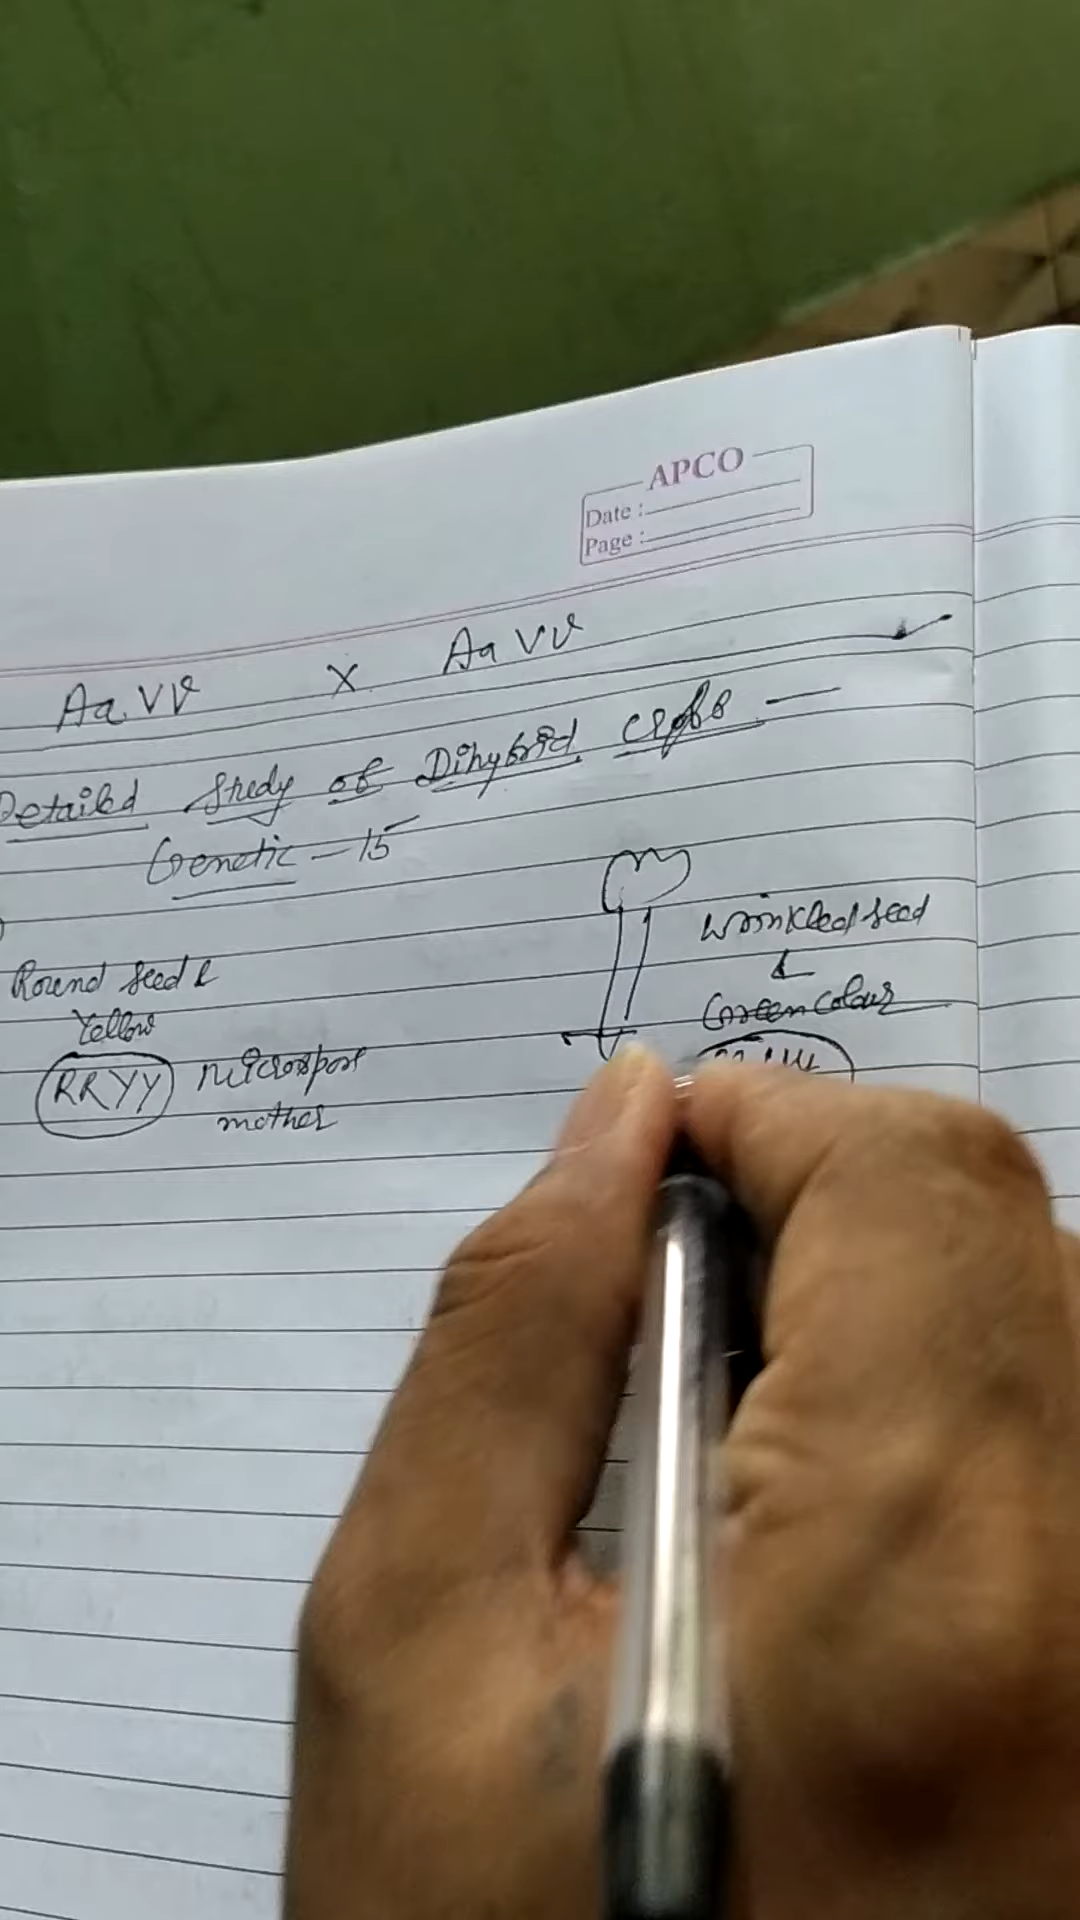 APCO
Date :
Page :
Aa Vv x Aa Vv
Detailed Study of Dihybrid Cross —
Genetic - 15
Round seed &
Yellow
RRYY microspore
mother
wrinkled seed
&
Green colour